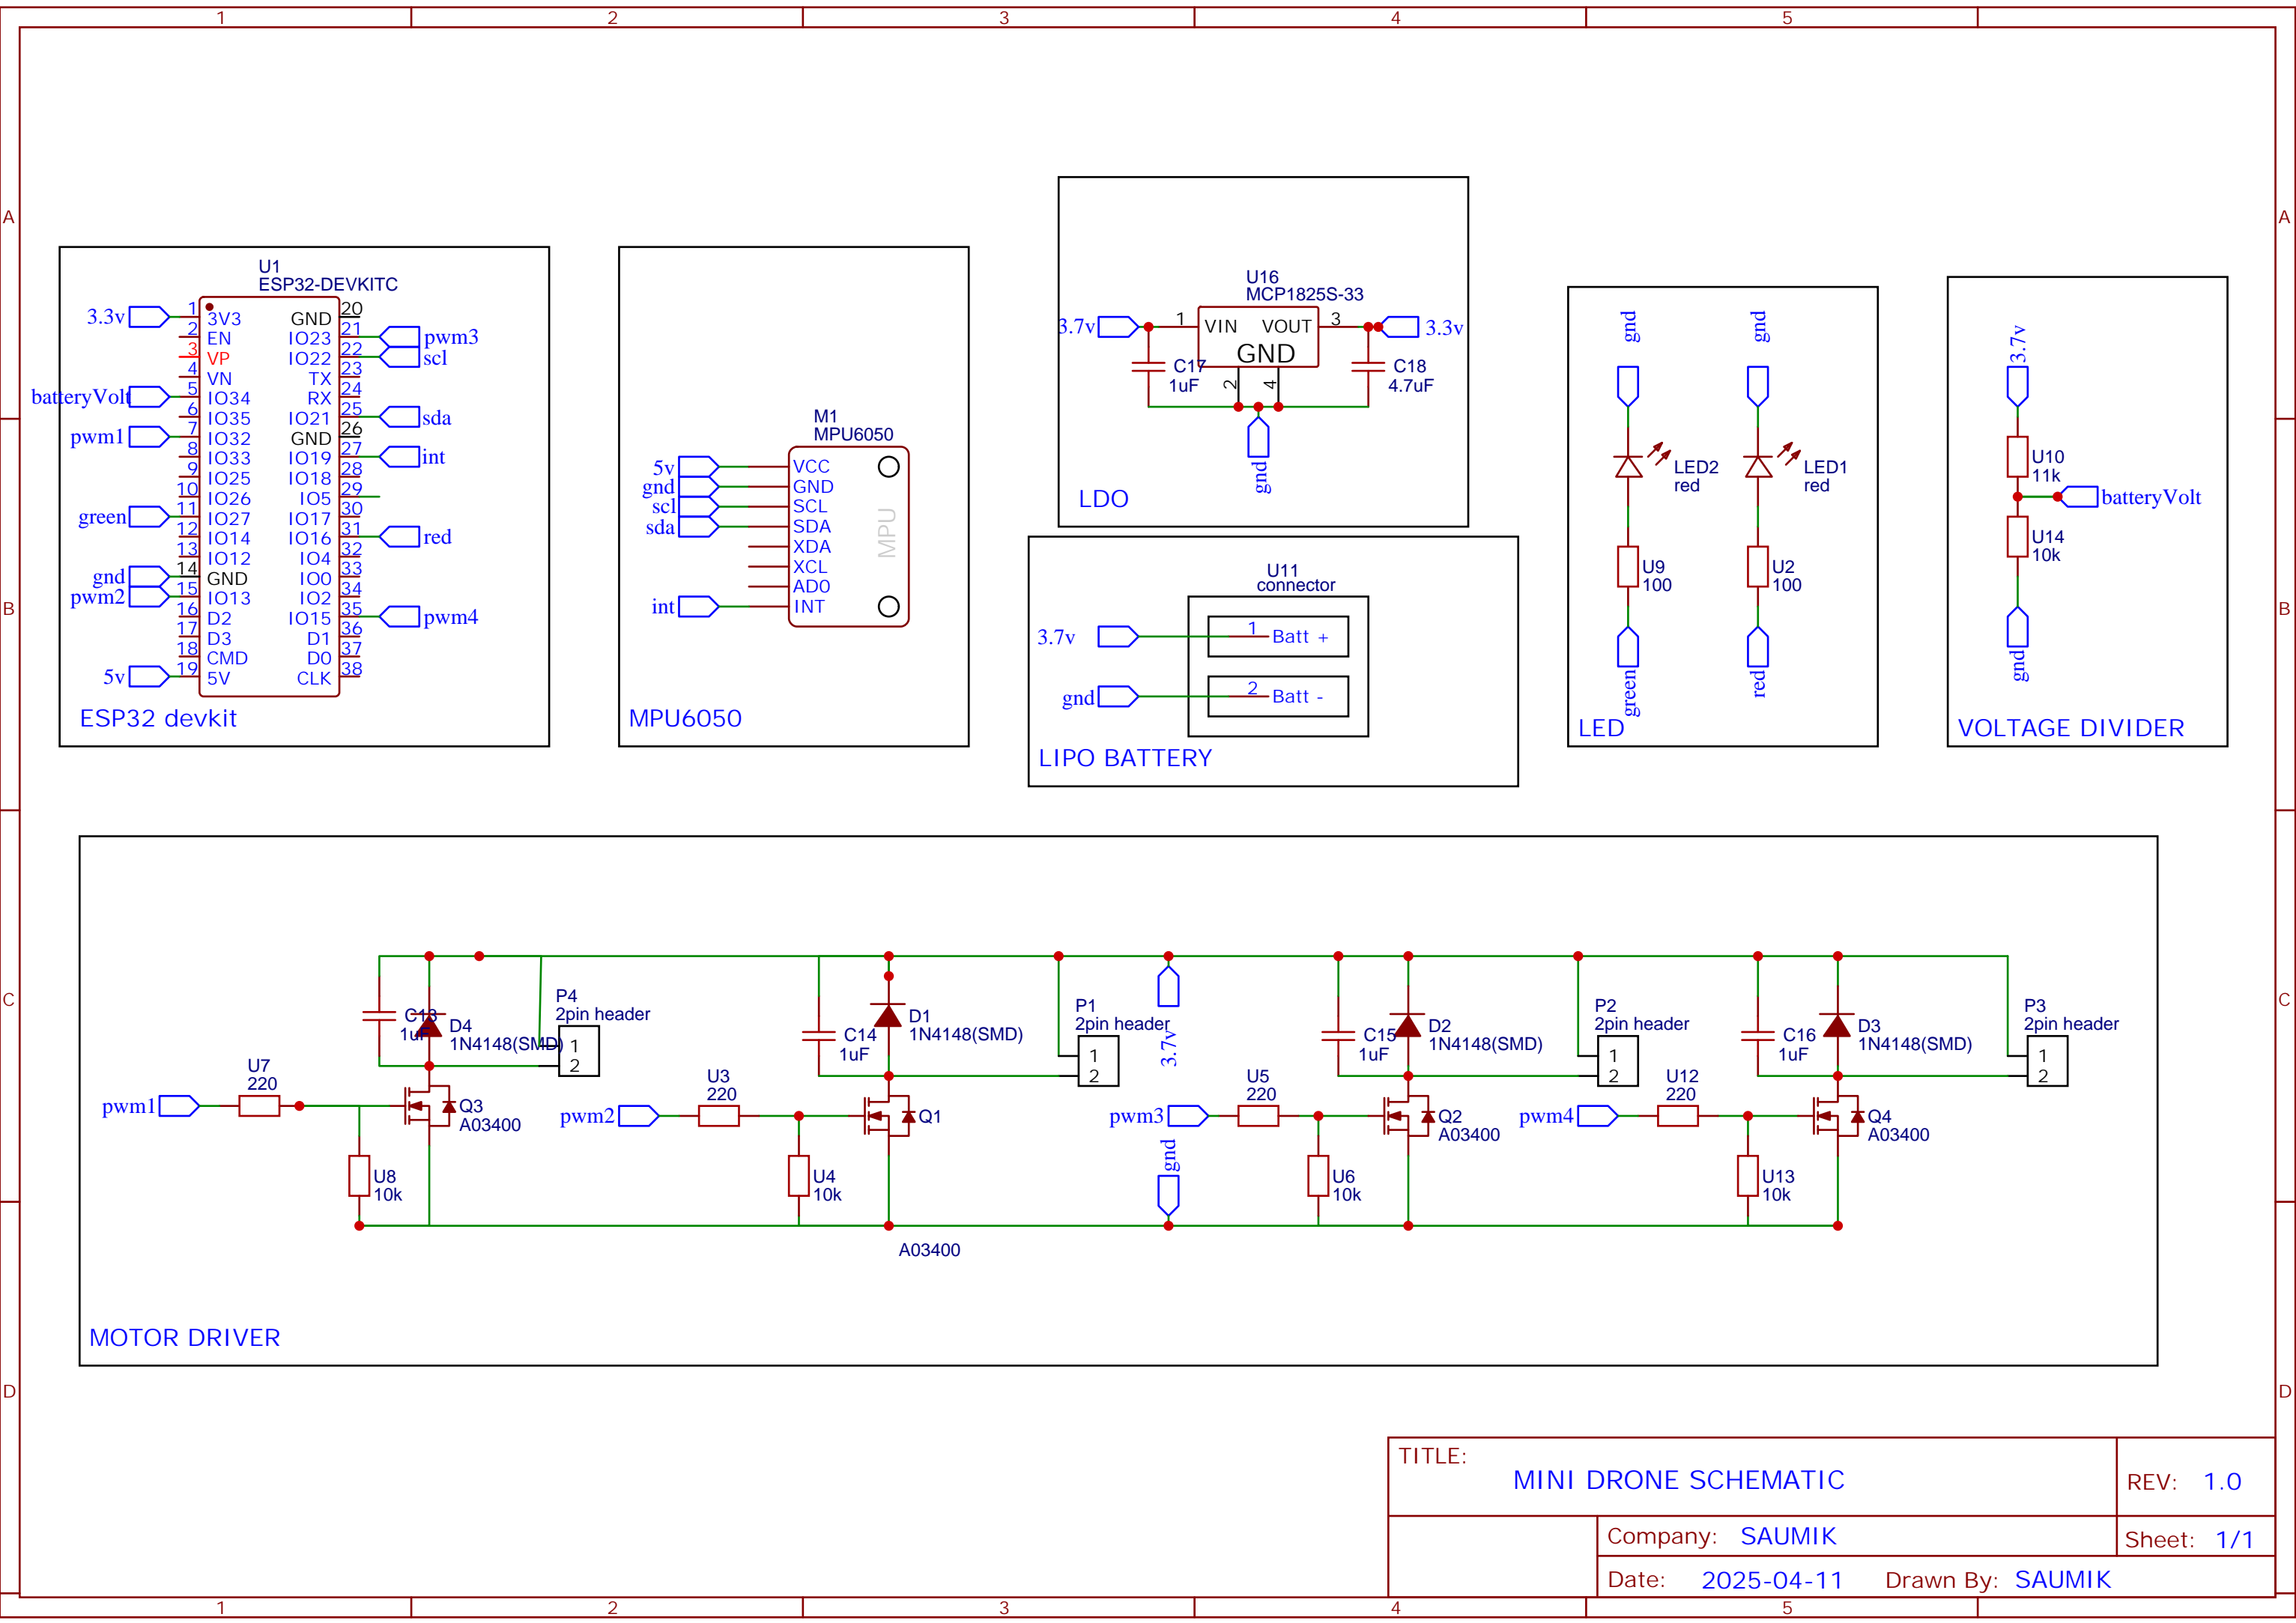 1 2 3 4 5
A
A
B
B
C
C
D
D
U1
ESP32-DEVKITC
3.3v
batteryVolt
pwm1
green
gnd
pwm2
5v
1 3V3
2 EN
3 VP
4 VN
5 IO34
6 IO35
7 IO32
8 IO33
9 IO25
10 IO26
11 IO27
12 IO14
13 IO12
14 GND
15 IO13
16 D2
17 D3
18 CMD
19 5V
GND 20
IO23 21 pwm3
IO22 22 scl
TX 23
RX 24
IO21 25 sda
GND 26
IO19 27 int
IO18 28
IO5 29
IO17 30
IO16 31 red
IO4 32
IO0 33
IO2 34
IO15 35 pwm4
D1 36
D0 37
CLK 38
ESP32 devkit
M1
MPU6050
5v VCC
gnd GND
scl SCL
sda SDA
XDA
XCL
AD0
int INT
MPU
MPU6050
U16
MCP1825S-33
3.7v 1 VIN VOUT 3 3.3v
GND
2 4
C17
1uF
C18
4.7uF
gnd
LDO
U11
connector
3.7v 1 Batt +
gnd 2 Batt -
LIPO BATTERY
gnd gnd
LED2
red
LED1
red
U9
100
U2
100
green red
LED
3.7v
U10
11k
batteryVolt
U14
10k
gnd
VOLTAGE DIVIDER
C13
1uF
D4
1N4148(SMD)
P4
2pin header
1
2
U7
220
pwm1
Q3
A03400
U8
10k
C14
1uF
D1
1N4148(SMD)
P1
2pin header
1
2
U3
220
pwm2
Q1
U4
10k
A03400
3.7v
gnd
C15
1uF
D2
1N4148(SMD)
P2
2pin header
1
2
U5
220
pwm3
Q2
A03400
U6
10k
C16
1uF
D3
1N4148(SMD)
P3
2pin header
1
2
U12
220
pwm4
Q4
A03400
U13
10k
MOTOR DRIVER
TITLE:
MINI DRONE SCHEMATIC
REV: 1.0
Company: SAUMIK
Sheet: 1/1
Date: 2025-04-11 Drawn By: SAUMIK
1 2 3 4 5